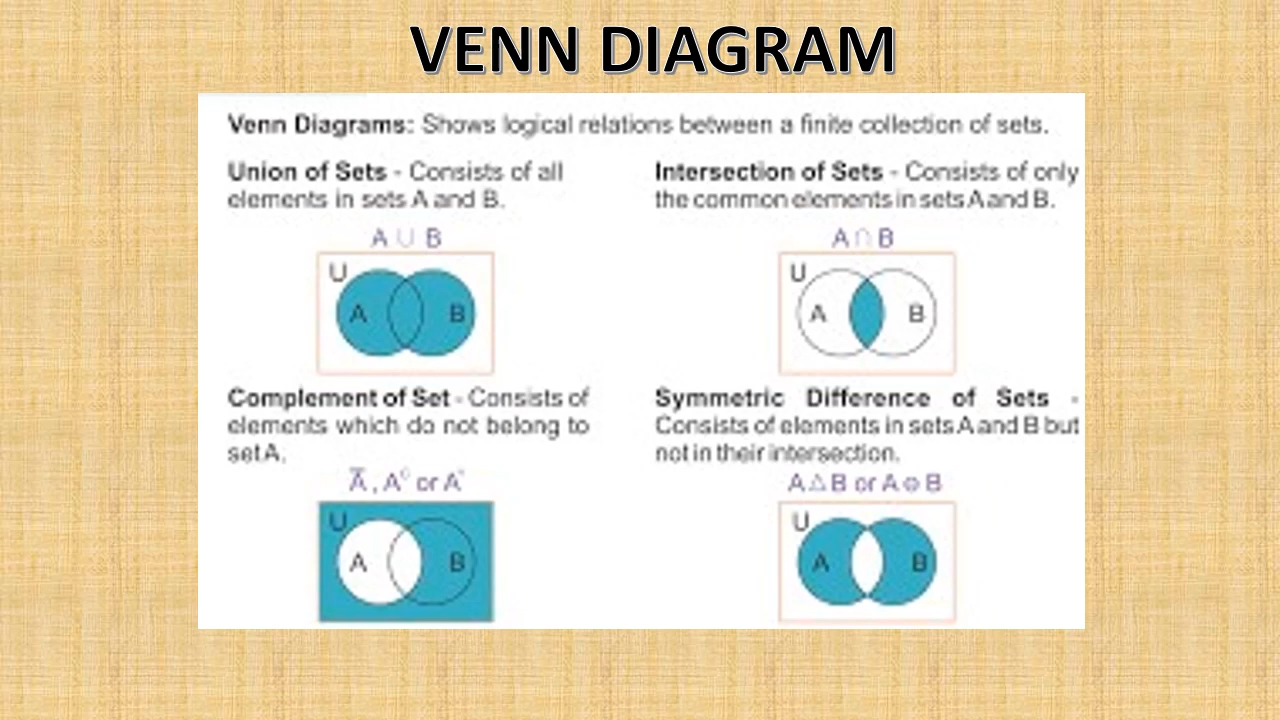 VENN DIAGRAM
Venn Diagrams: Shows logical relations between a finite collection of sets.
Union of Sets - Consists of all
elements in sets A and B.
A ∪ B
U
A B
Intersection of Sets - Consists of only
the common elements in sets A and B.
A ∩ B
U
A B
Complement of Set - Consists of
elements which do not belong to
set A.
A̅ , Aᶜ or A'
U
A B
Symmetric Difference of Sets -
Consists of elements in sets A and B but
not in their intersection.
A △ B or A ⊖ B
U
A B